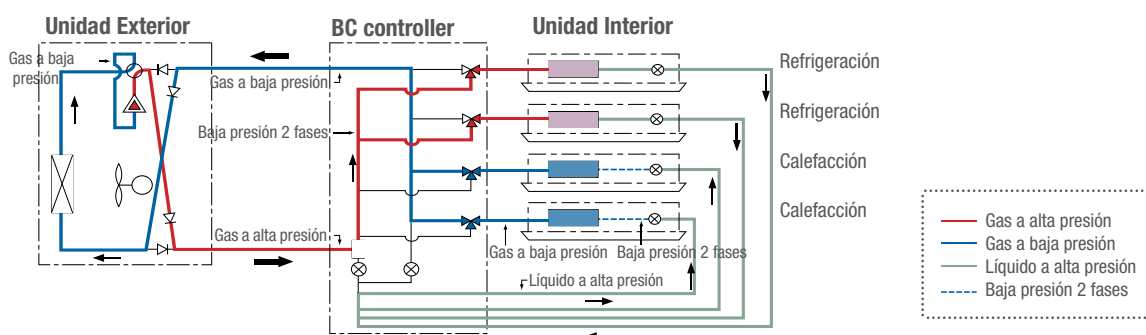 Unidad Exterior
BC controller
Unidad Interior
Gas a baja
presión
Gas a baja presión
Refrigeración
Refrigeración
Baja presión 2 fases
Calefacción
Calefacción
Gas a alta presión
Gas a baja presión
Baja presión 2 fases
Líquido a alta presión
Gas a alta presión
Gas a baja presión
Líquido a alta presión
Baja presión 2 fases